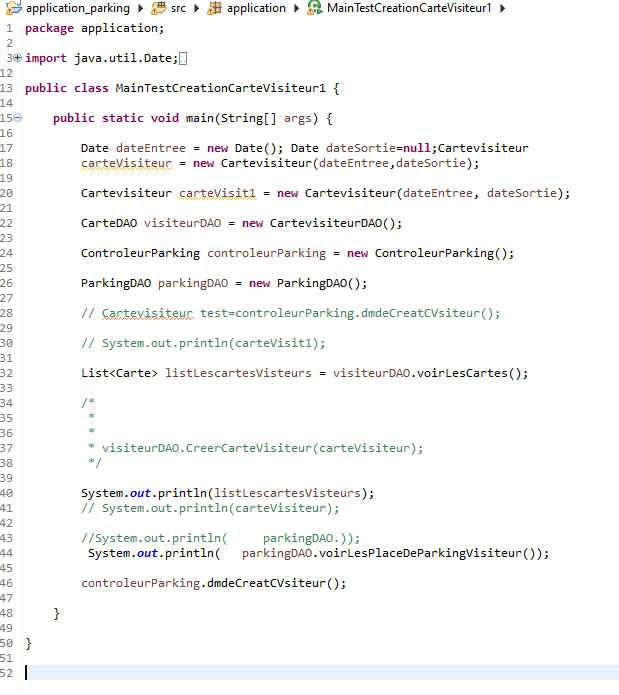 application_parking src application MainTestCreationCarteVisiteur1
1 package application;
2
3 import java.util.Date;
12
13 public class MainTestCreationCarteVisiteur1 {
14
15 public static void main(String[] args) {
16
17 Date dateEntree = new Date(); Date dateSortie=null;Cartevisiteur
18 carteVisiteur = new Cartevisiteur(dateEntree,dateSortie);
19
20 Cartevisiteur carteVisit1 = new Cartevisiteur(dateEntree, dateSortie);
21
22 CarteDAO visiteurDAO = new CartevisiteurDAO();
23
24 ControleurParking controleurParking = new ControleurParking();
25
26 ParkingDAO parkingDAO = new ParkingDAO();
27
28 // Cartevisiteur test=controleurParking.dmdeCreatCVsiteur();
29
30 // System.out.println(carteVisit1);
31
32 List<Carte> listLescartesVisteurs = visiteurDAO.voirLesCartes();
33
34 /*
35 *
36 *
37 * visiteurDAO.CreerCarteVisiteur(carteVisiteur);
38 */
39
40 System.out.println(listLescartesVisteurs);
41 // System.out.println(carteVisiteur);
42
43 //System.out.println( parkingDAO.));
44 System.out.println( parkingDAO.voirLesPlaceDeParkingVisiteur());
45
46 controleurParking.dmdeCreatCVsiteur();
47
48 }
49
50 }
51
52